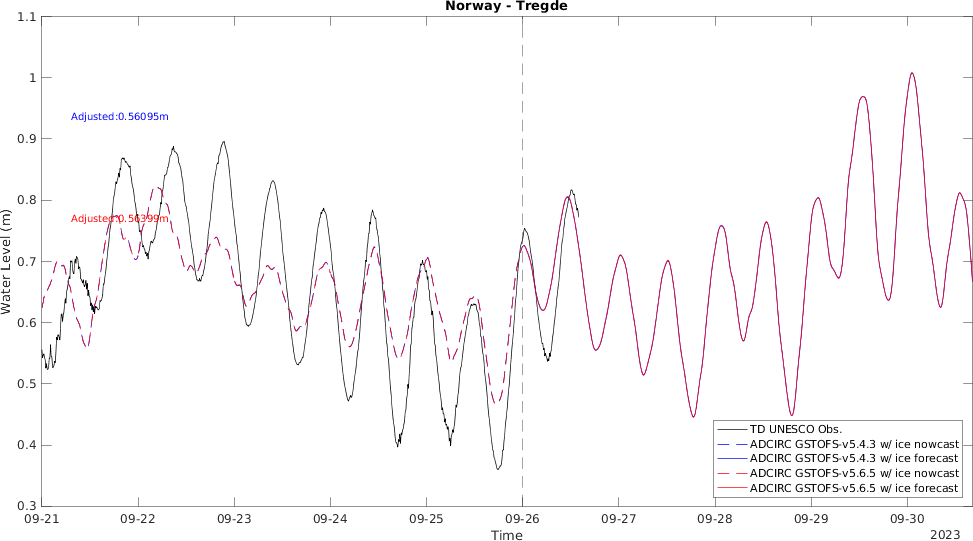 Norway - Tregde
1.1
1
0.9
0.8
0.7
0.6
0.5
0.4
0.3
Water Level (m)
Adjusted:0.56095m
Adjusted:0.56399m
TD UNESCO Obs.
ADCIRC GSTOFS-v5.4.3 w/ ice nowcast
ADCIRC GSTOFS-v5.4.3 w/ ice forecast
ADCIRC GSTOFS-v5.6.5 w/ ice nowcast
ADCIRC GSTOFS-v5.6.5 w/ ice forecast
09-21 09-22 09-23 09-24 09-25 09-26 09-27 09-28 09-29 09-30
Time
2023